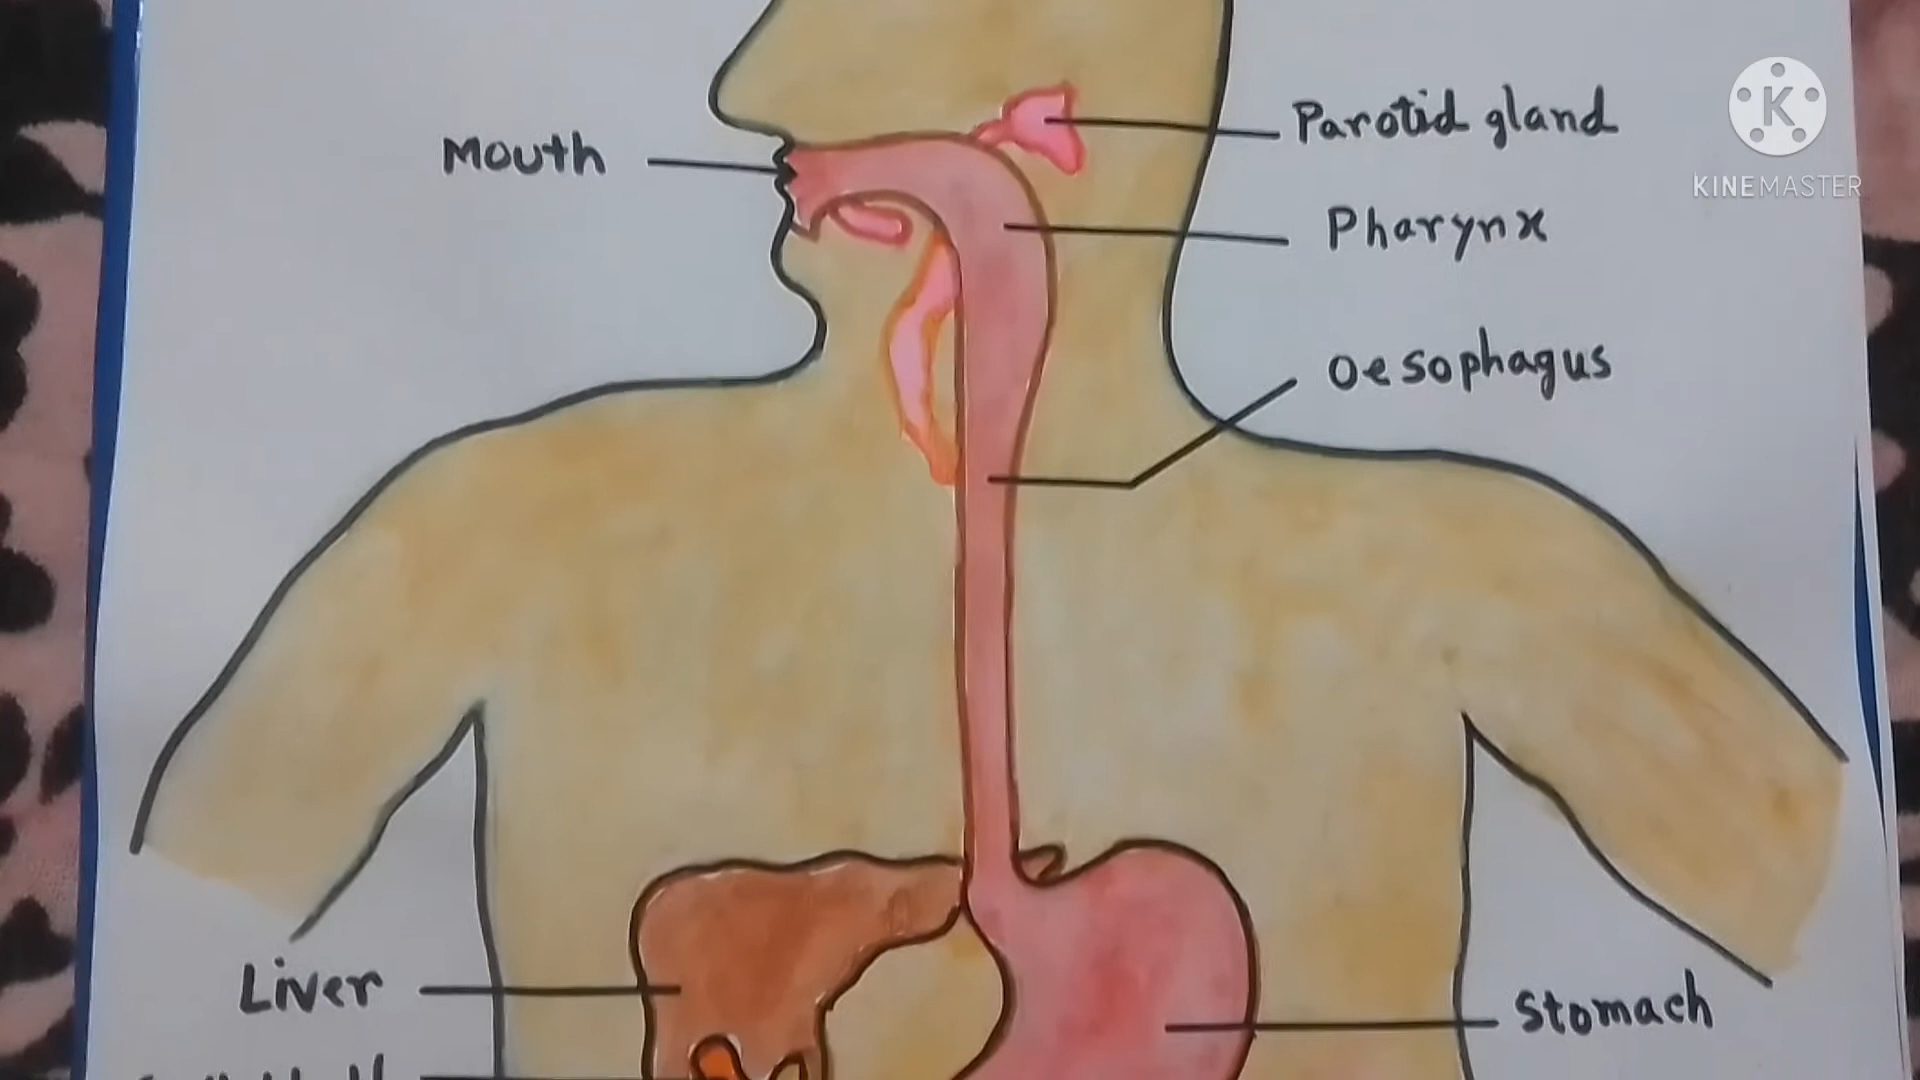 Mouth
Parotid gland
KINEMASTER
Pharynx
Oesophagus
Liver
Stomach